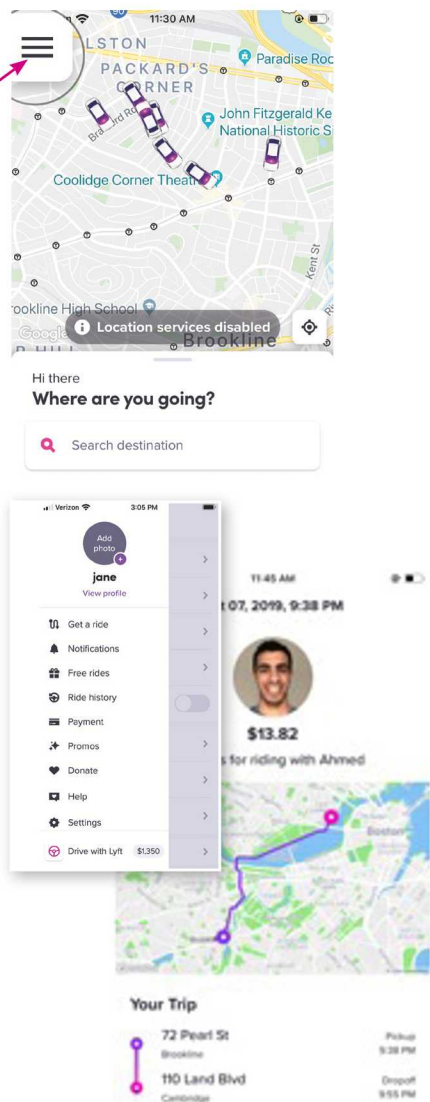 90
11:30 AM
LSTON
PACKARD'S
CORNER
Paradise Roc
John Fitzgerald Ke
National Historic S
Coolidge Corner Theat
Kent St
rookline High School
Google
Location services disabled
Brookline
Hi there
Where are you going?
Search destination
Verizon
3:05 PM
Add
photo
jane
View profile
Get a ride
Notifications
Free rides
Ride history
Payment
Promos
Donate
Help
Settings
Drive with Lyft
$1,350
11:45 AM
07, 2019, 9:38 PM
$13.82
s for riding with Ahmed
Boston
Your Trip
72 Pearl St
Pickup
Brookline
9:38 PM
110 Land Blvd
Dropoff
Cambridge
9:55 PM